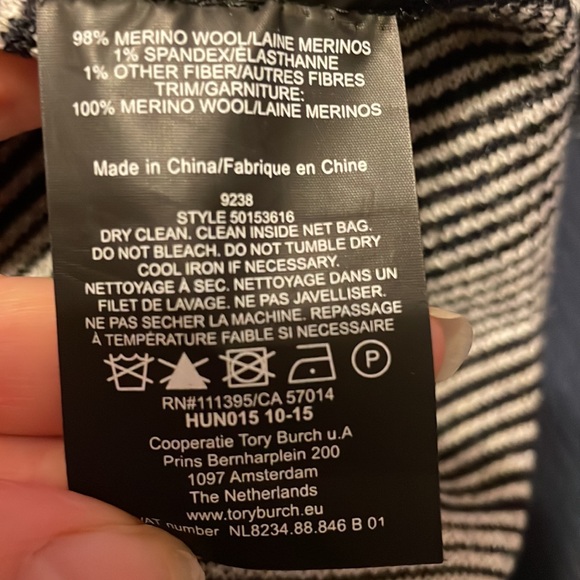 98% MERINO WOOL/LAINE MERINOS
1% SPANDEX/ÉLASTHANNE
1% OTHER FIBER/AUTRES FIBRES
TRIM/GARNITURE:
100% MERINO WOOL/LAINE MERINOS
Made in China/Fabrique en Chine
9238
STYLE 50153616
DRY CLEAN. CLEAN INSIDE NET BAG.
DO NOT BLEACH. DO NOT TUMBLE DRY
COOL IRON IF NECESSARY.
NETTOYAGE À SEC. NETTOYAGE DANS UN
FILET DE LAVAGE. NE PAS JAVELLISER.
NE PAS SECHER LA MACHINE. REPASSAGE
À TEMPÉRATURE FAIBLE SI NECESSAIRE
P
RN#111395/CA 57014
HUN015 10-15
Cooperatie Tory Burch u.A
Prins Bernharplein 200
1097 Amsterdam
The Netherlands
www.toryburch.eu
VAT number NL8234.88.846 B 01